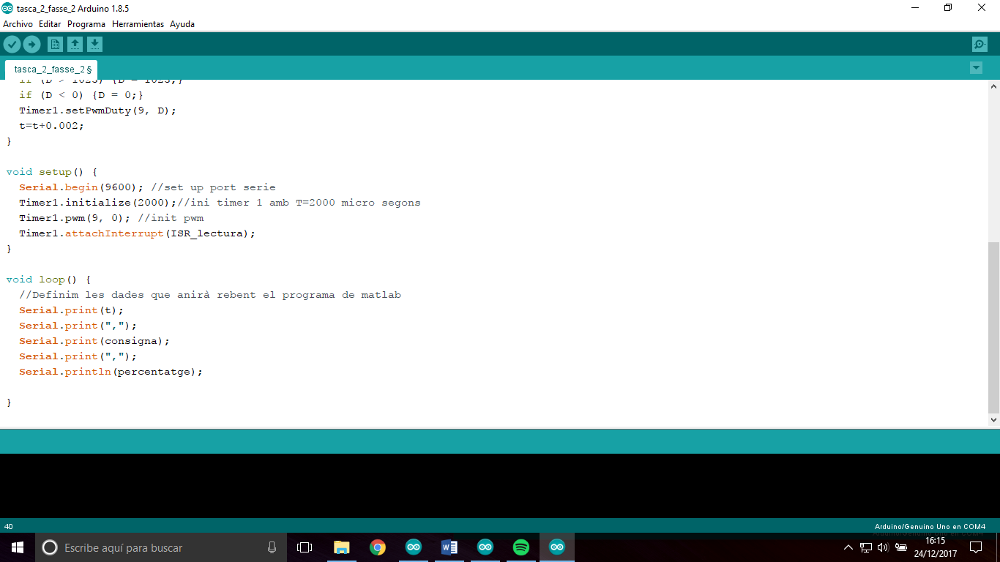 tasca_2_fasse_2 Arduino 1.8.5
Archivo Editar Programa Herramientas Ayuda
tasca_2_fasse_2 §
if (D > 1023) {D = 1023;}
if (D < 0) {D = 0;}
Timer1.setPwmDuty(9, D);
t=t+0.002;
}
void setup() {
Serial.begin(9600); //set up port serie
Timer1.initialize(2000);//ini timer 1 amb T=2000 micro segons
Timer1.pwm(9, 0); //init pwm
Timer1.attachInterrupt(ISR_lectura);
}
void loop() {
//Definim les dades que anirà rebent el programa de matlab
Serial.print(t);
Serial.print(",");
Serial.print(consigna);
Serial.print(",");
Serial.println(percentatge);
}
40
Arduino/Genuino Uno en COM4
Escribe aquí para buscar
16:15
24/12/2017